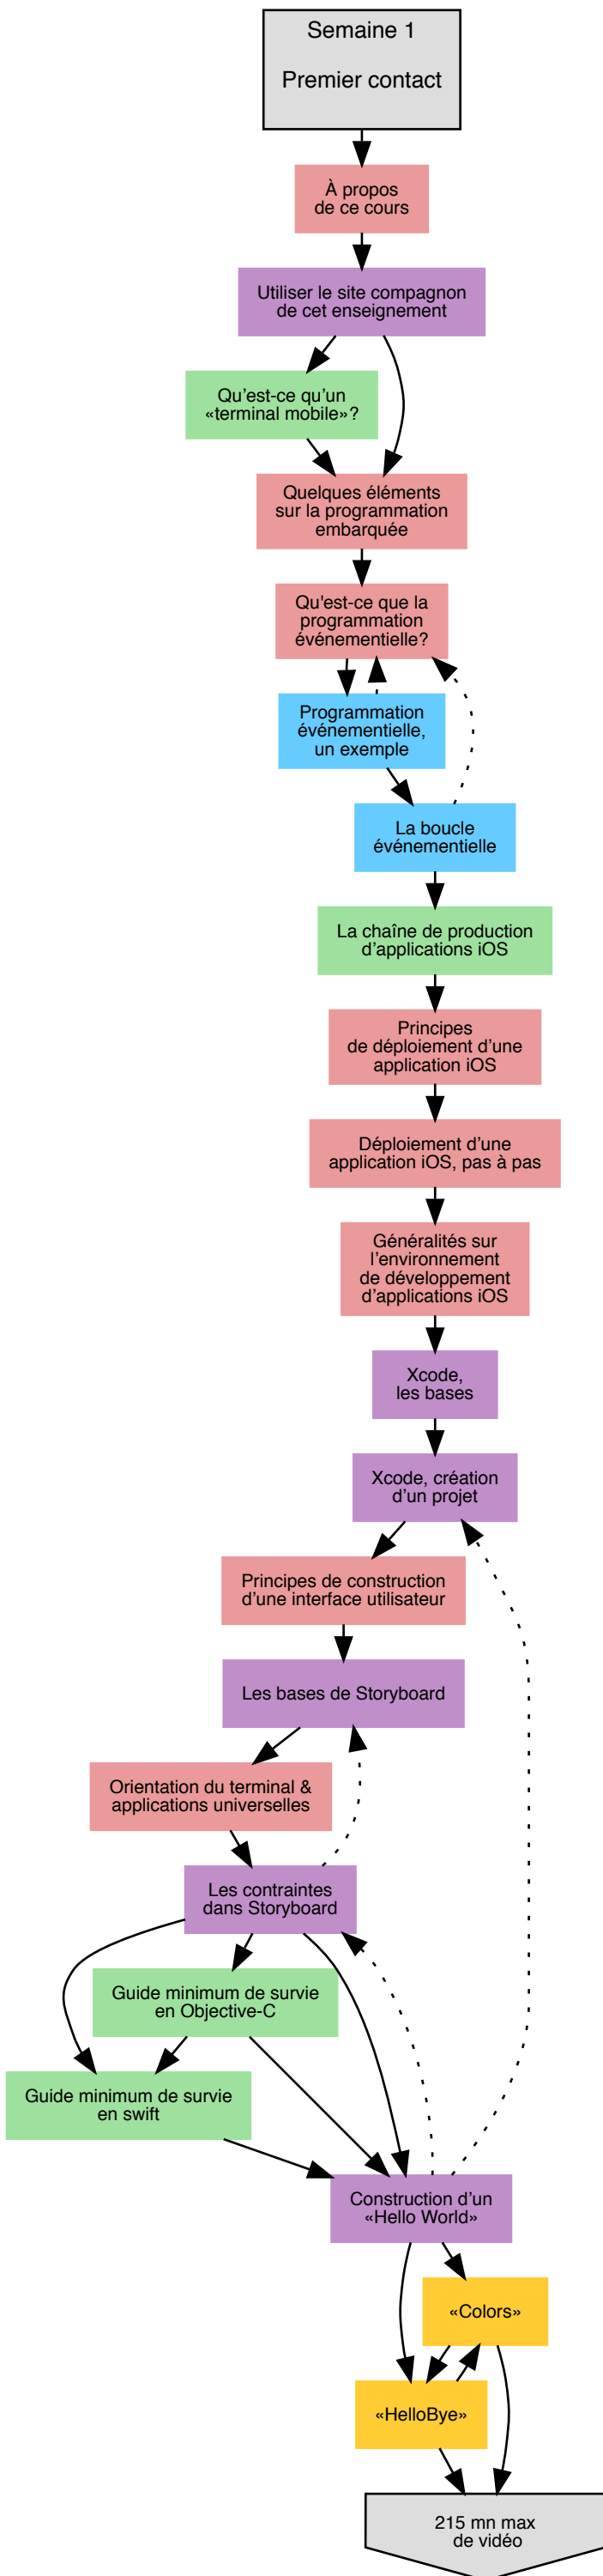 Semaine 1
Premier contact
À propos
de ce cours
Utiliser le site compagnon
de cet enseignement
Qu’est-ce qu’un
«terminal mobile»?
Quelques éléments
sur la programmation
embarquée
Qu'est-ce que la
programmation
événementielle?
Programmation
événementielle,
un exemple
La boucle
événementielle
La chaîne de production
d’applications iOS
Principes
de déploiement d’une
application iOS
Déploiement d’une
application iOS, pas à pas
Généralités sur
l’environnement
de développement
d’applications iOS
Xcode,
les bases
Xcode, création
d’un projet
Principes de construction
d’une interface utilisateur
Les bases de Storyboard
Orientation du terminal &
applications universelles
Les contraintes
dans Storyboard
Guide minimum de survie
en Objective-C
Guide minimum de survie
en swift
Construction d’un
«Hello World»
«Colors»
«HelloBye»
215 mn max
de vidéo